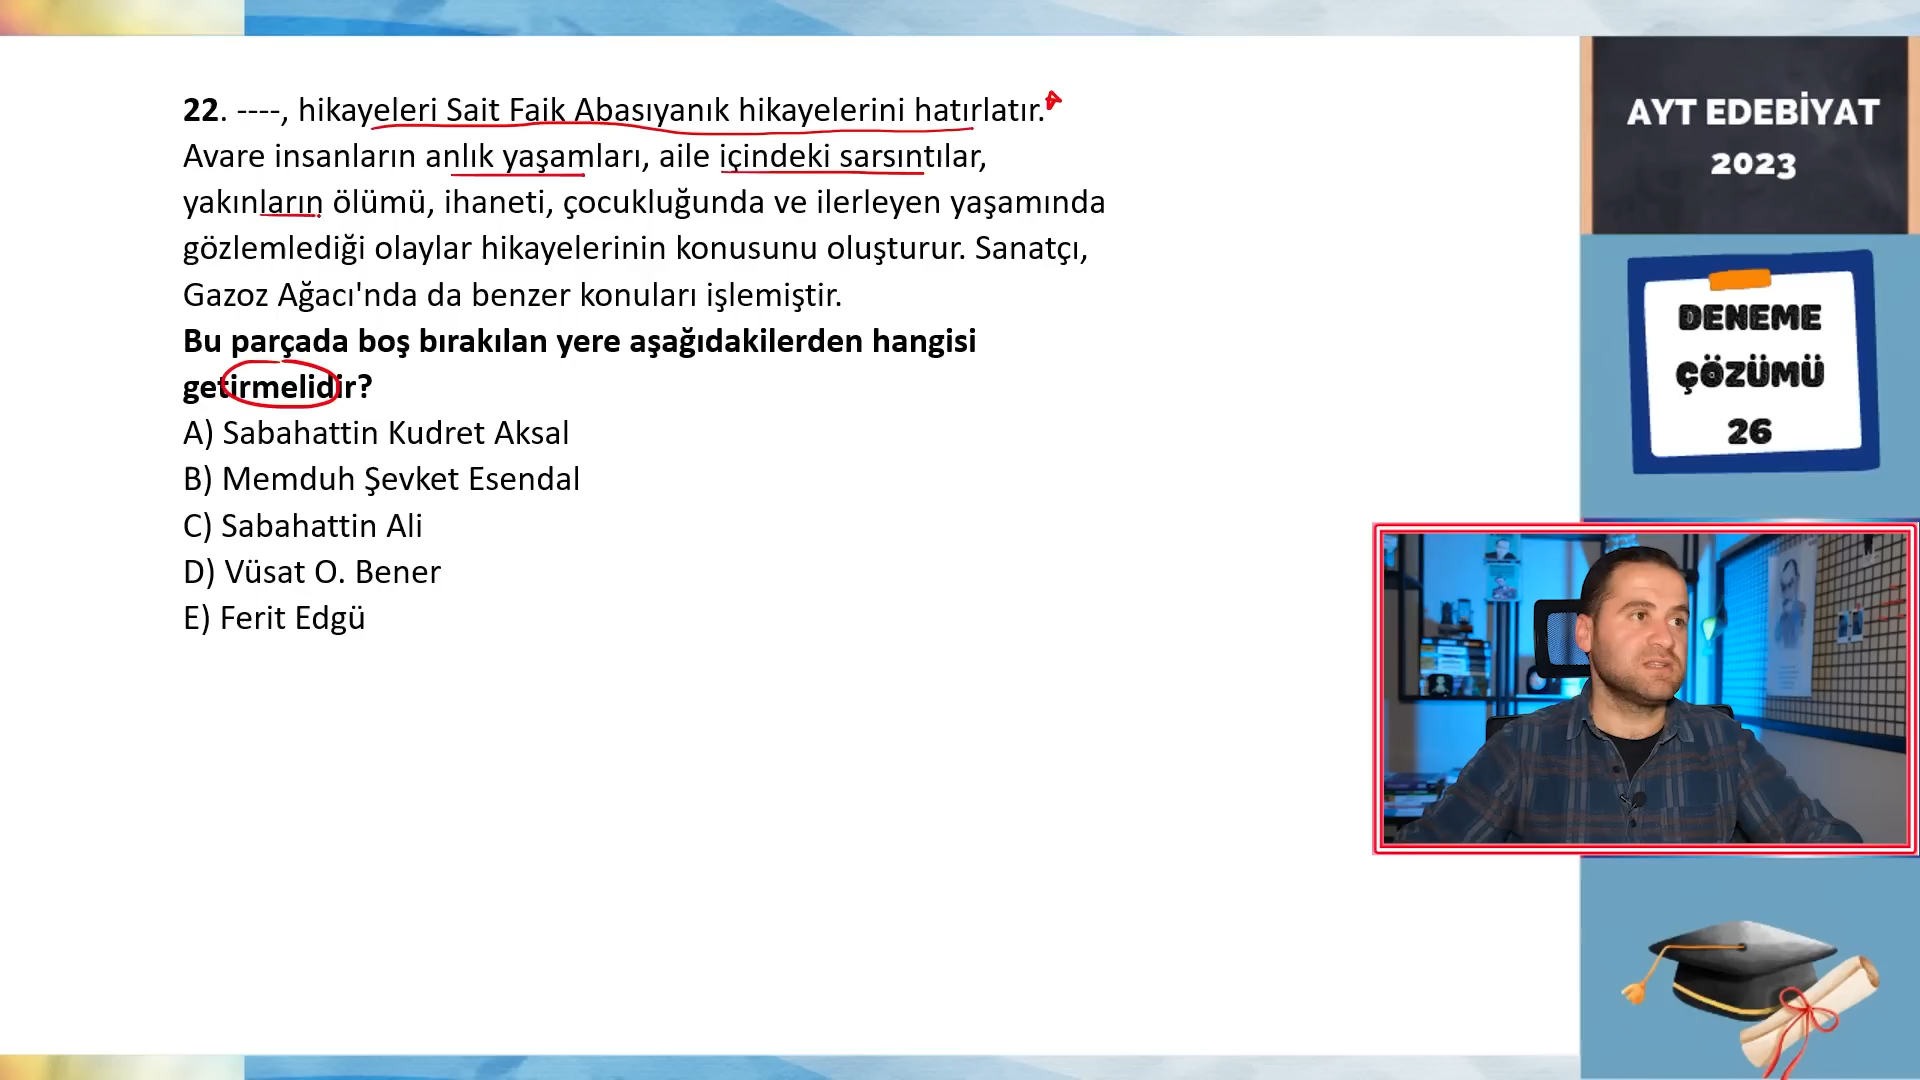 22. ----, hikayeleri Sait Faik Abasıyanık hikayelerini hatırlatır.
Avare insanların anlık yaşamları, aile içindeki sarsıntılar,
yakınların ölümü, ihaneti, çocukluğunda ve ilerleyen yaşamında
gözlemlediği olaylar hikayelerinin konusunu oluşturur. Sanatçı,
Gazoz Ağacı'nda da benzer konuları işlemiştir.
Bu parçada boş bırakılan yere aşağıdakilerden hangisi
getirmelidir?
A) Sabahattin Kudret Aksal
B) Memduh Şevket Esendal
C) Sabahattin Ali
D) Vüsat O. Bener
E) Ferit Edgü
AYT EDEBİYAT
2023
DENEME
ÇÖZÜMÜ
26